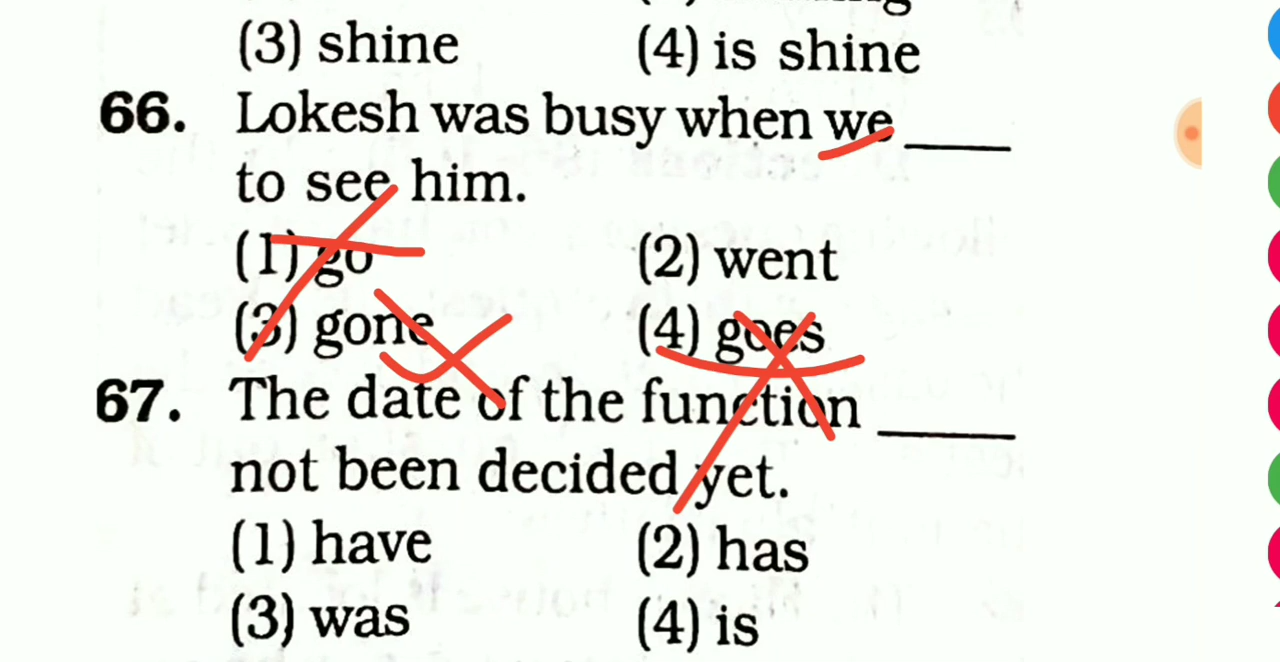 (3) shine (4) is shine
66. Lokesh was busy when we ____
to see him.
(1) go (2) went
(3) gone (4) goes
67. The date of the function ____
not been decided yet.
(1) have (2) has
(3) was (4) is